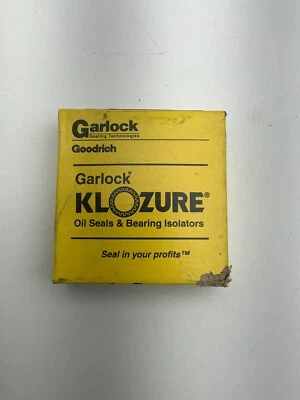 Garlock
Sealing Technologies
Goodrich
Garlock
KLOZURE®
Oil Seals & Bearing Isolators
Seal in your profits™